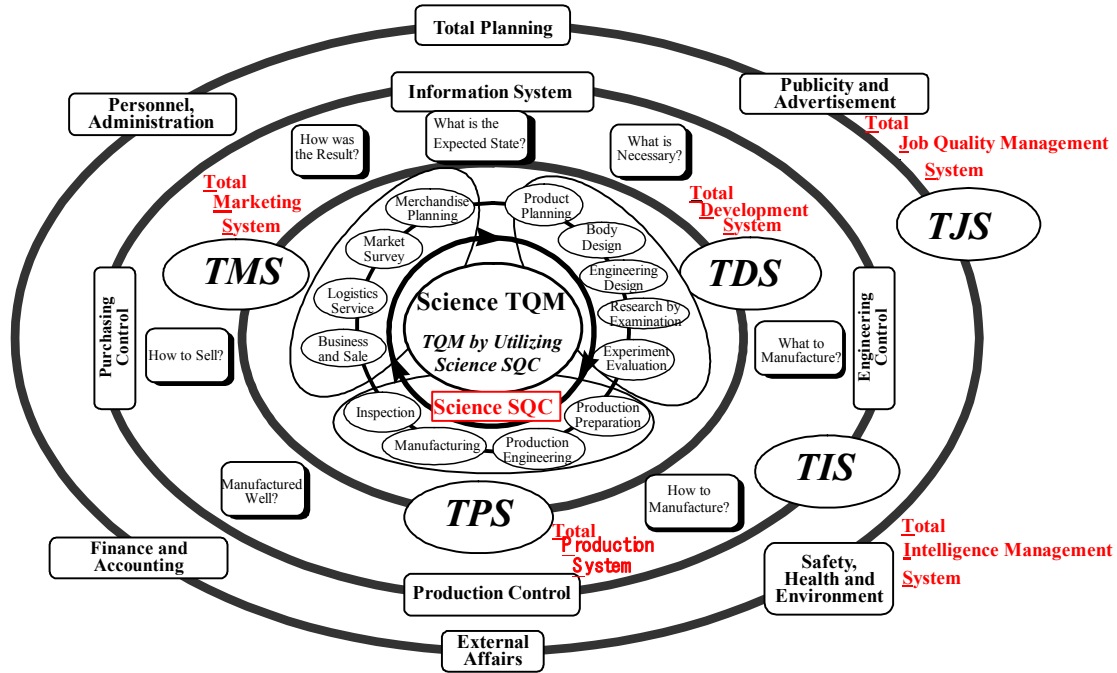 Total Planning
Personnel,
Administration
Information System
Publicity and
Advertisement
Total
Job Quality Management
System
TJS
How was
the Result?
What is the
Expected State?
What is
Necessary?
Total
Marketing
System
TMS
Total
Development
System
TDS
Merchandise
Planning
Market
Survey
Logistics
Service
Business
and Sale
Product
Planning
Body
Design
Engineering
Design
Research by
Examination
Experiment
Evaluation
Science TQM
TQM by Utilizing
Science SQC
Science SQC
Inspection
Manufacturing
Production
Engineering
Production
Preparation
Purchasing
Control
How to Sell?
What to
Manufacture?
Engineering
Control
Manufactured
Well?
TPS
Total
Production
System
How to
Manufacture?
TIS
Total
Intelligence Management
System
Finance and
Accounting
Production Control
Safety,
Health and
Environment
External
Affairs